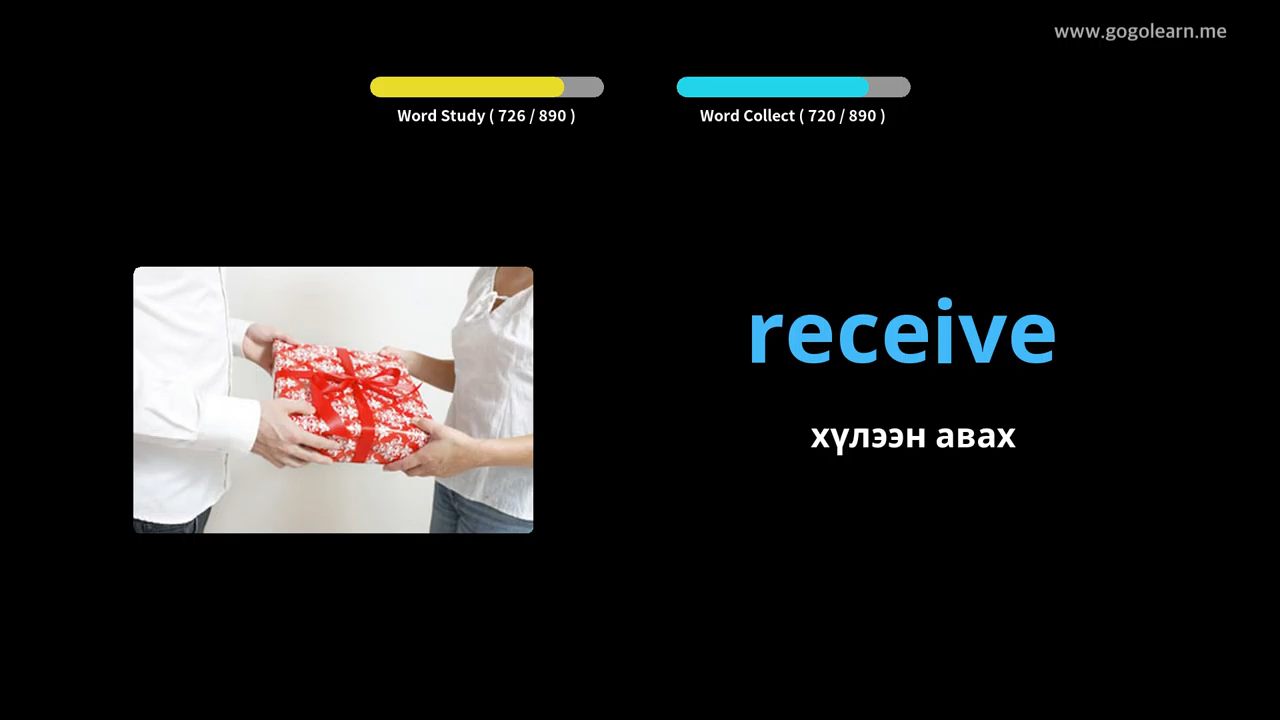 www.gogolearn.me
Word Study ( 726 / 890 )
Word Collect ( 720 / 890 )
receive
хүлээн авах